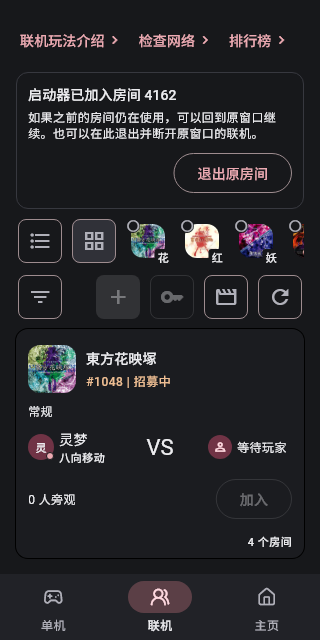 联机玩法介绍 检查网络 排行榜
启动器已加入房间 4162
如果之前的房间仍在使用，可以回到原窗口继
续。也可以在此退出并断开原窗口的联机。
退出原房间
花 红 妖
東方花映塚
#1048 | 招募中
常规
灵 灵梦 VS 等待玩家
八向移动
0 人旁观 加入
4 个房间
单机 联机 主页